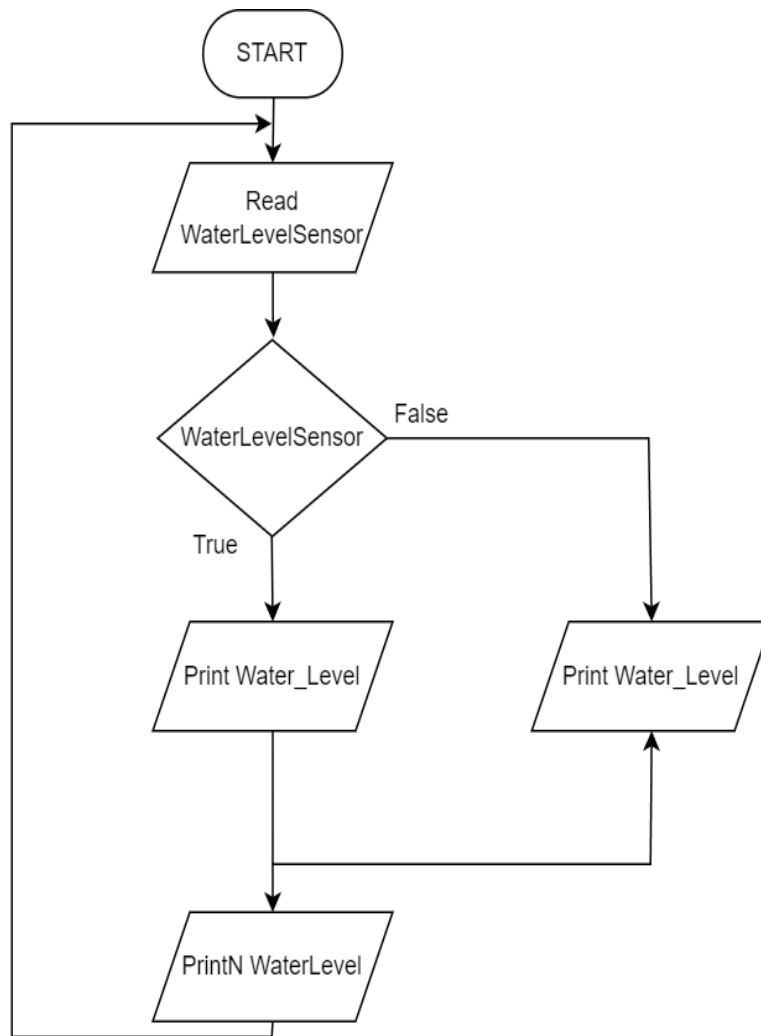 START
Read
WaterLevelSensor
WaterLevelSensor
False
True
Print Water_Level
Print Water_Level
PrintN WaterLevel